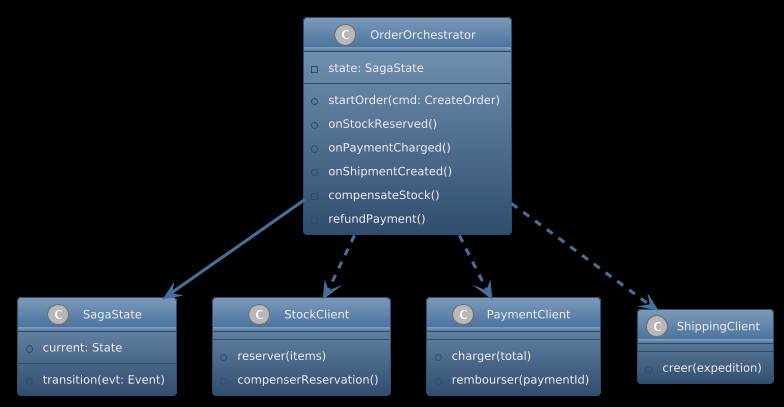 C OrderOrchestrator
state: SagaState
startOrder(cmd: CreateOrder)
onStockReserved()
onPaymentCharged()
onShipmentCreated()
compensateStock()
refundPayment()
C SagaState
current: State
transition(evt: Event)
C StockClient
reserver(items)
compenserReservation()
C PaymentClient
charger(total)
rembourser(paymentId)
C ShippingClient
creer(expedition)